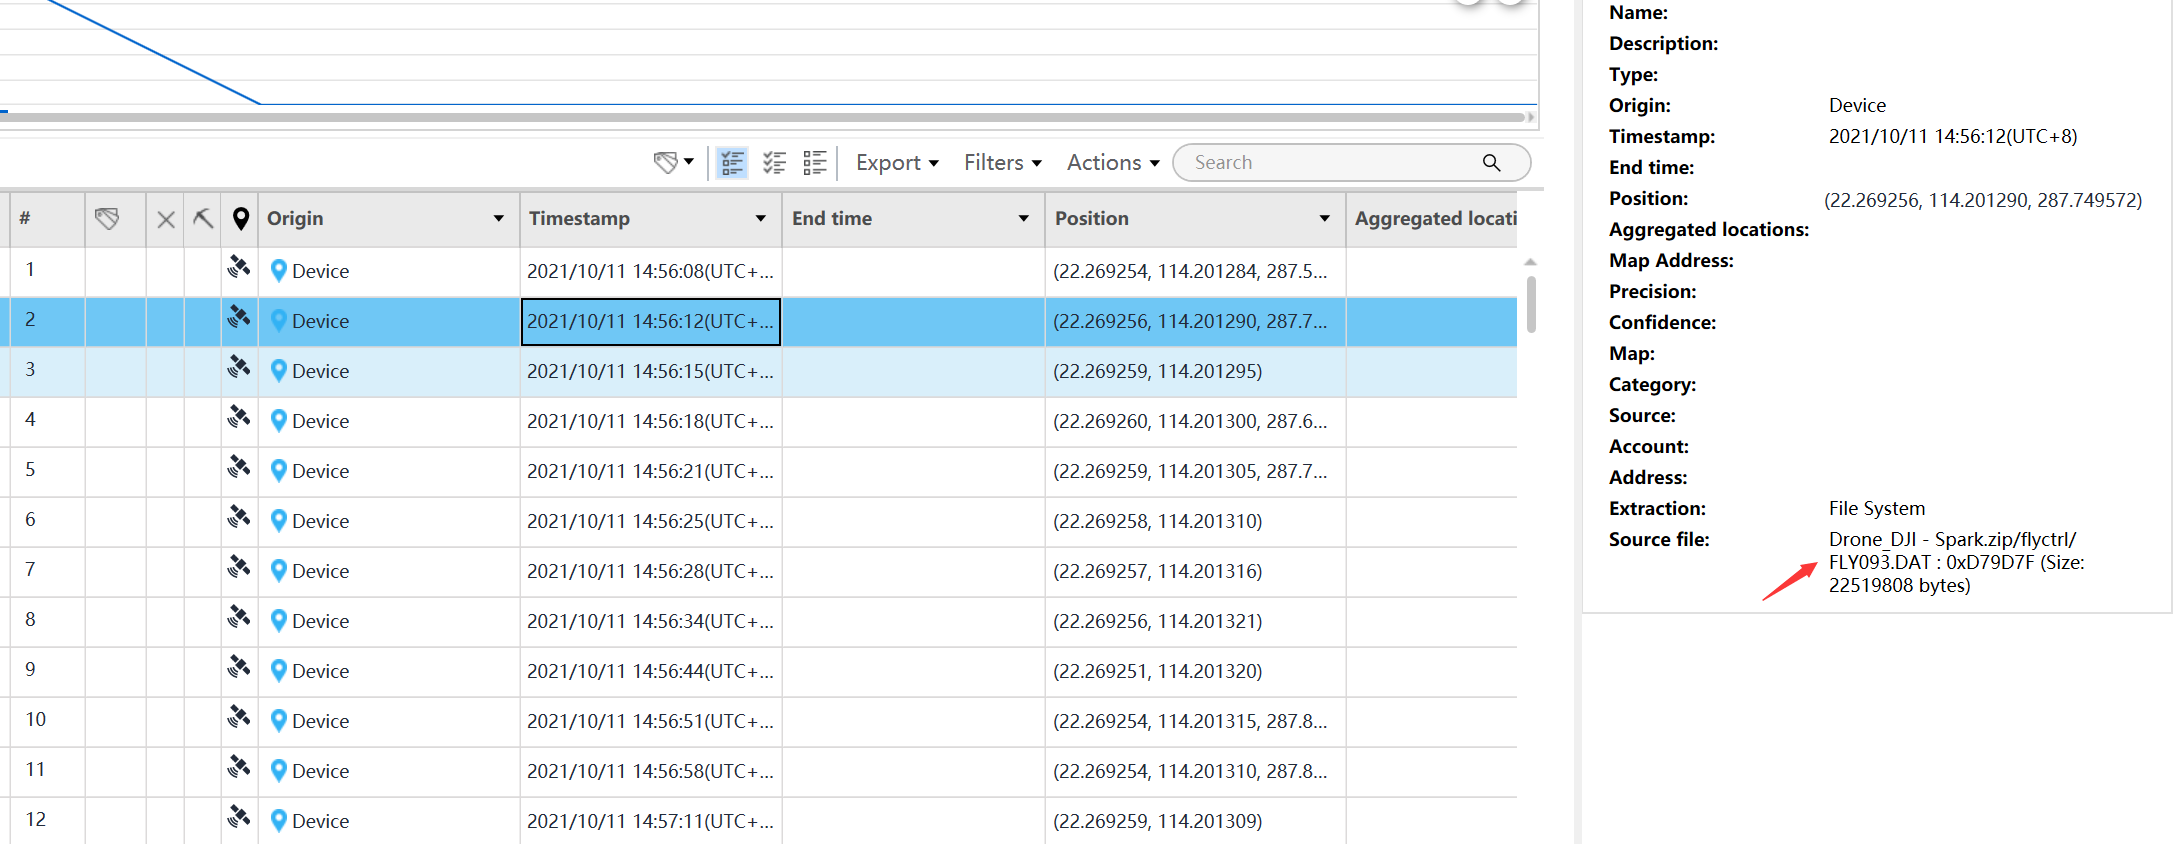 Export Filters Actions Search
# Origin Timestamp End time Position Aggregated locati
1 Device 2021/10/11 14:56:08(UTC+... (22.269254, 114.201284, 287.5...
2 Device 2021/10/11 14:56:12(UTC+... (22.269256, 114.201290, 287.7...
3 Device 2021/10/11 14:56:15(UTC+... (22.269259, 114.201295)
4 Device 2021/10/11 14:56:18(UTC+... (22.269260, 114.201300, 287.6...
5 Device 2021/10/11 14:56:21(UTC+... (22.269259, 114.201305, 287.7...
6 Device 2021/10/11 14:56:25(UTC+... (22.269258, 114.201310)
7 Device 2021/10/11 14:56:28(UTC+... (22.269257, 114.201316)
8 Device 2021/10/11 14:56:34(UTC+... (22.269256, 114.201321)
9 Device 2021/10/11 14:56:44(UTC+... (22.269251, 114.201320)
10 Device 2021/10/11 14:56:51(UTC+... (22.269254, 114.201315, 287.8...
11 Device 2021/10/11 14:56:58(UTC+... (22.269254, 114.201310, 287.8...
12 Device 2021/10/11 14:57:11(UTC+... (22.269259, 114.201309)
Name:
Description:
Type:
Origin: Device
Timestamp: 2021/10/11 14:56:12(UTC+8)
End time:
Position: (22.269256, 114.201290, 287.749572)
Aggregated locations:
Map Address:
Precision:
Confidence:
Map:
Category:
Source:
Account:
Address:
Extraction: File System
Source file: Drone_DJI - Spark.zip/flyctrl/
FLY093.DAT : 0xD79D7F (Size:
22519808 bytes)